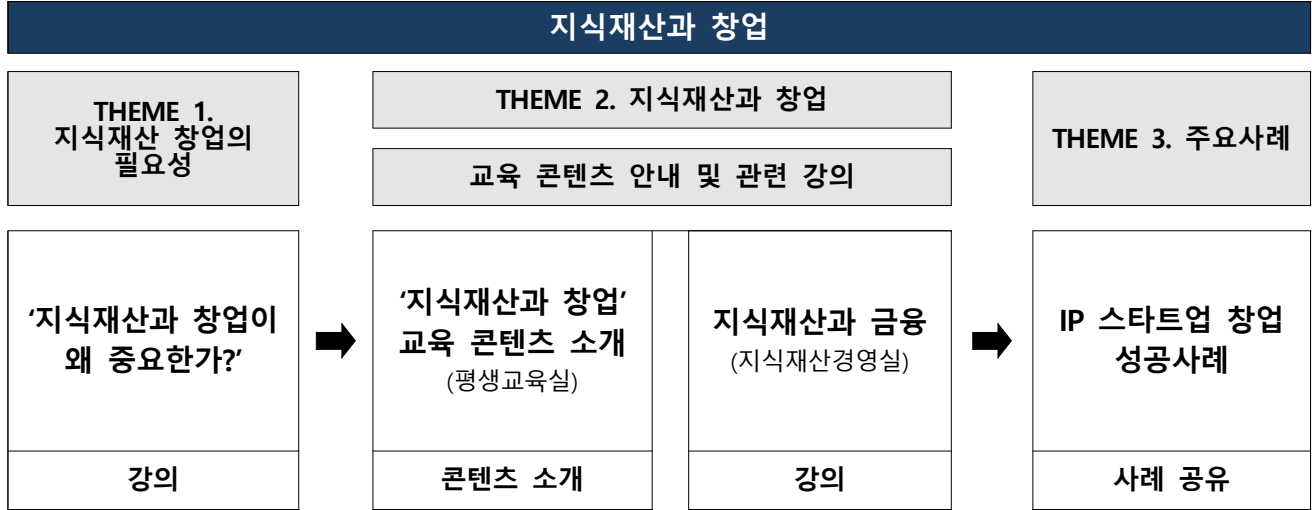 지식재산과 창업
THEME 1.
지식재산 창업의
필요성
THEME 2. 지식재산과 창업
교육 콘텐츠 안내 및 관련 강의
THEME 3. 주요사례
‘지식재산과 창업이
왜 중요한가?’
강의
‘지식재산과 창업’
교육 콘텐츠 소개
(평생교육실)
콘텐츠 소개
지식재산과 금융
(지식재산경영실)
강의
IP 스타트업 창업
성공사례
사례 공유